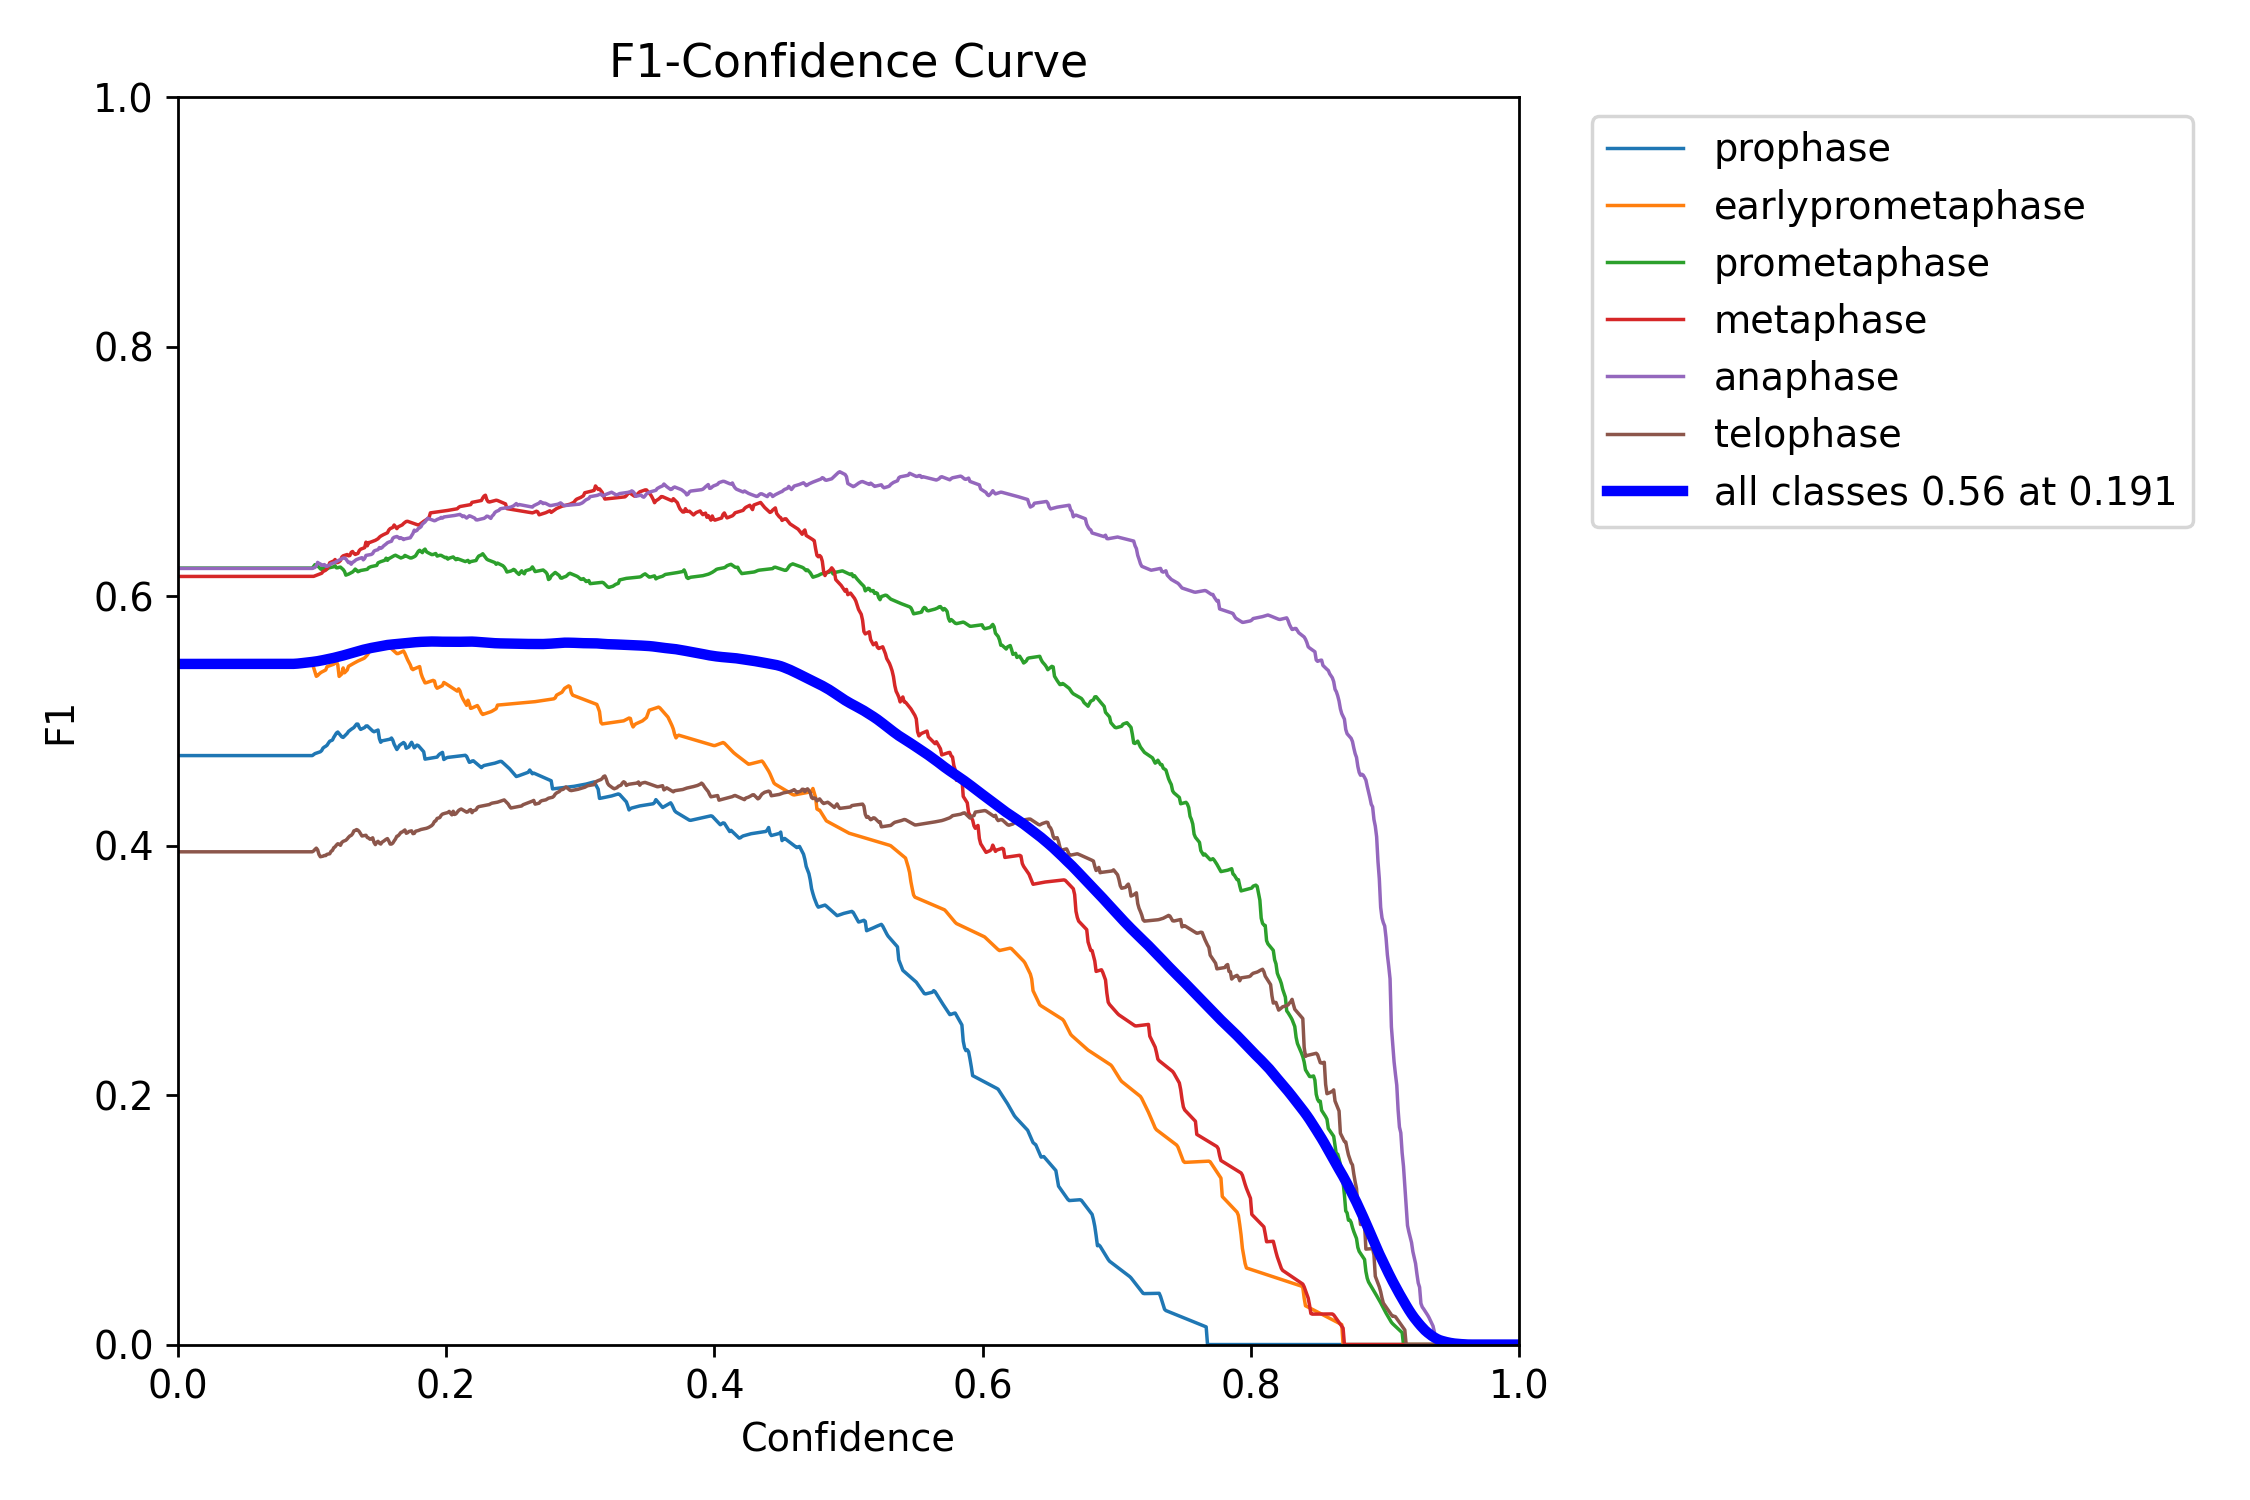 F1-Confidence Curve
1.0
0.8
0.6
0.4
0.2
0.0
F1
0.0 0.2 0.4 0.6 0.8 1.0
Confidence
prophase
earlyprometaphase
prometaphase
metaphase
anaphase
telophase
all classes 0.56 at 0.191